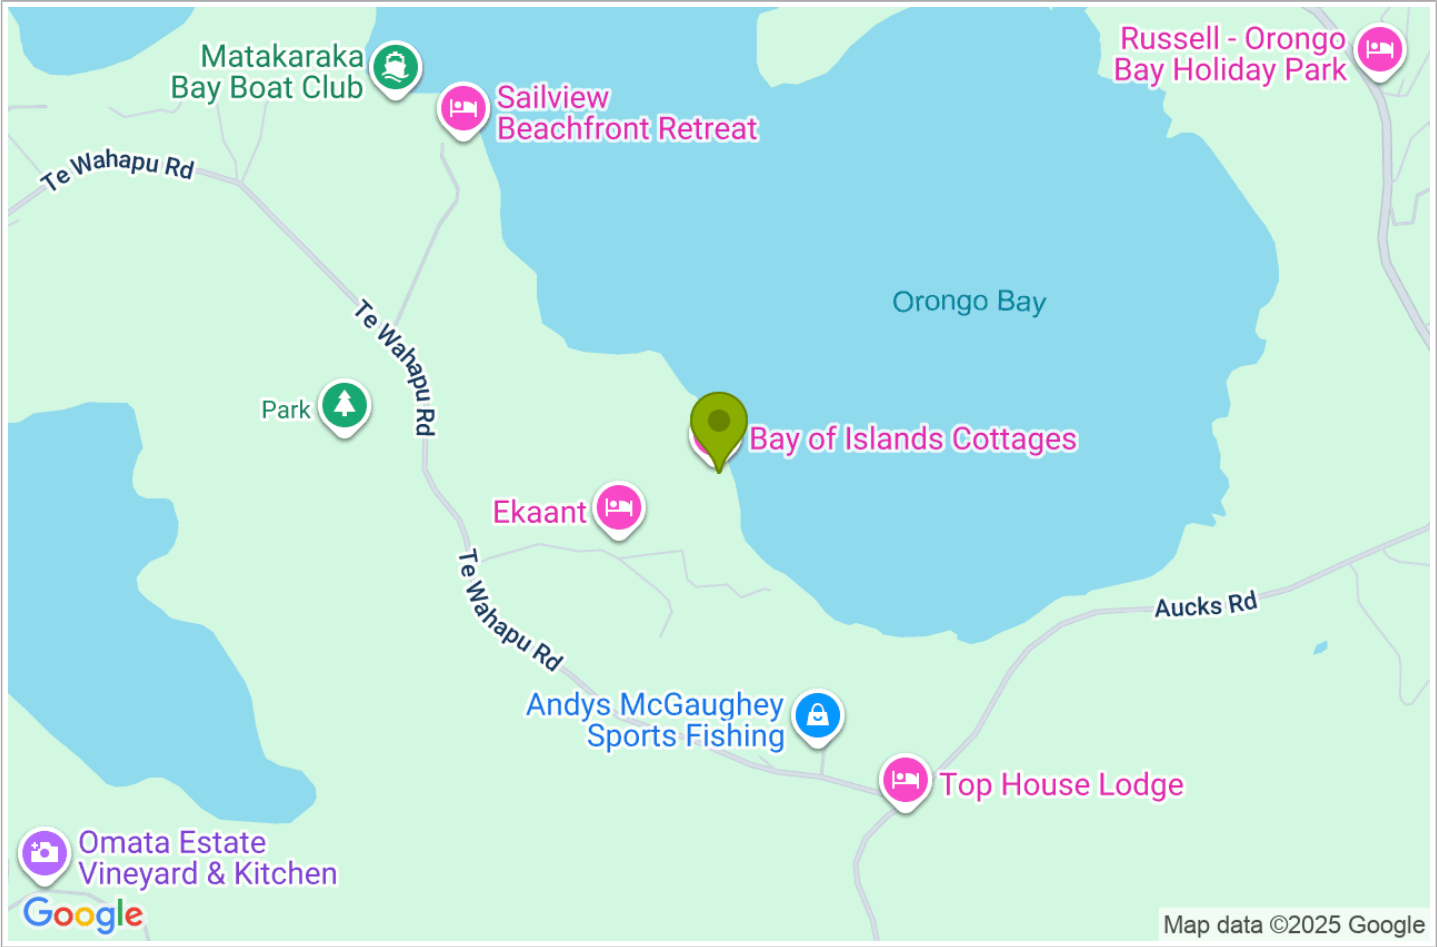 Matakaraka
Bay Boat Club
Sailview
Beachfront Retreat
Russell - Orongo
Bay Holiday Park
Te Wahapu Rd
Orongo Bay
Te Wahapu Rd
Park
Bay of Islands Cottages
Ekaant
Te Wahapu Rd
Aucks Rd
Andys McGaughey
Sports Fishing
Top House Lodge
Omata Estate
Vineyard & Kitchen
Google
Map data ©2025 Google